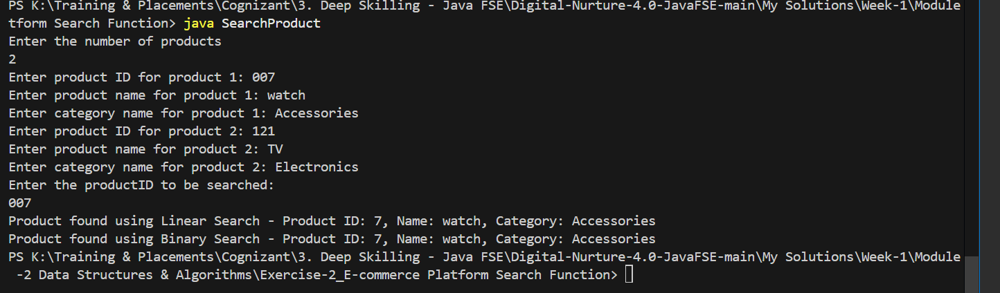 PS K:\Training & Placements\Cognizant\3. Deep Skilling - Java FSE\Digital-Nurture-4.0-JavaFSE-main\My Solutions\Week-1\Module
tform Search Function> java SearchProduct
Enter the number of products
2
Enter product ID for product 1: 007
Enter product name for product 1: watch
Enter category name for product 1: Accessories
Enter product ID for product 2: 121
Enter product name for product 2: TV
Enter category name for product 2: Electronics
Enter the productID to be searched:
007
Product found using Linear Search - Product ID: 7, Name: watch, Category: Accessories
Product found using Binary Search - Product ID: 7, Name: watch, Category: Accessories
PS K:\Training & Placements\Cognizant\3. Deep Skilling - Java FSE\Digital-Nurture-4.0-JavaFSE-main\My Solutions\Week-1\Module
-2 Data Structures & Algorithms\Exercise-2_E-commerce Platform Search Function>